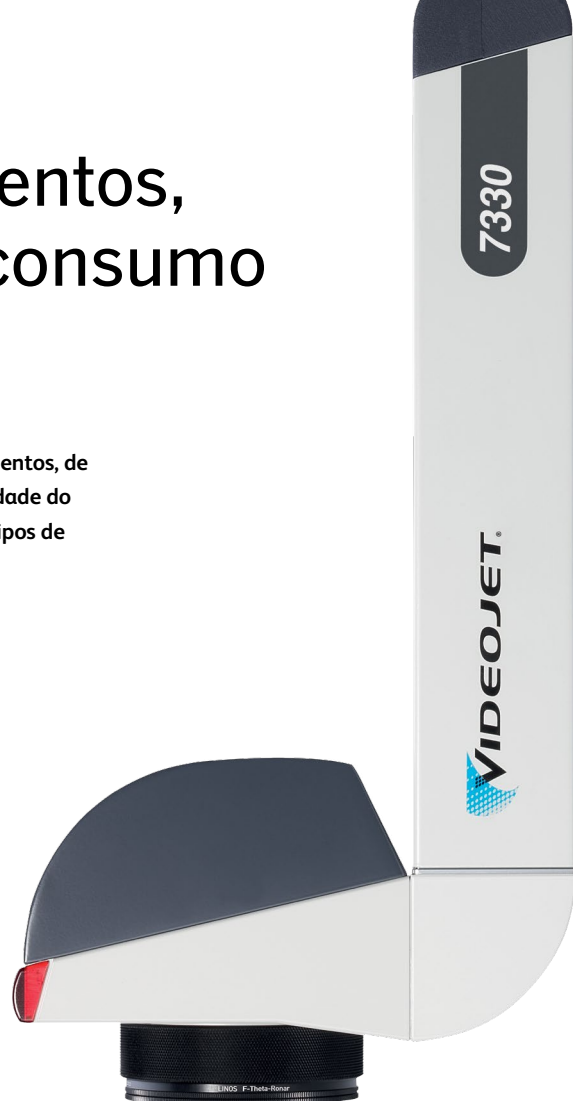 entos,
consumo
7330
entos, de
dade do
ipos de
VIDEOJET®
LINOS F-Theta-Ronar